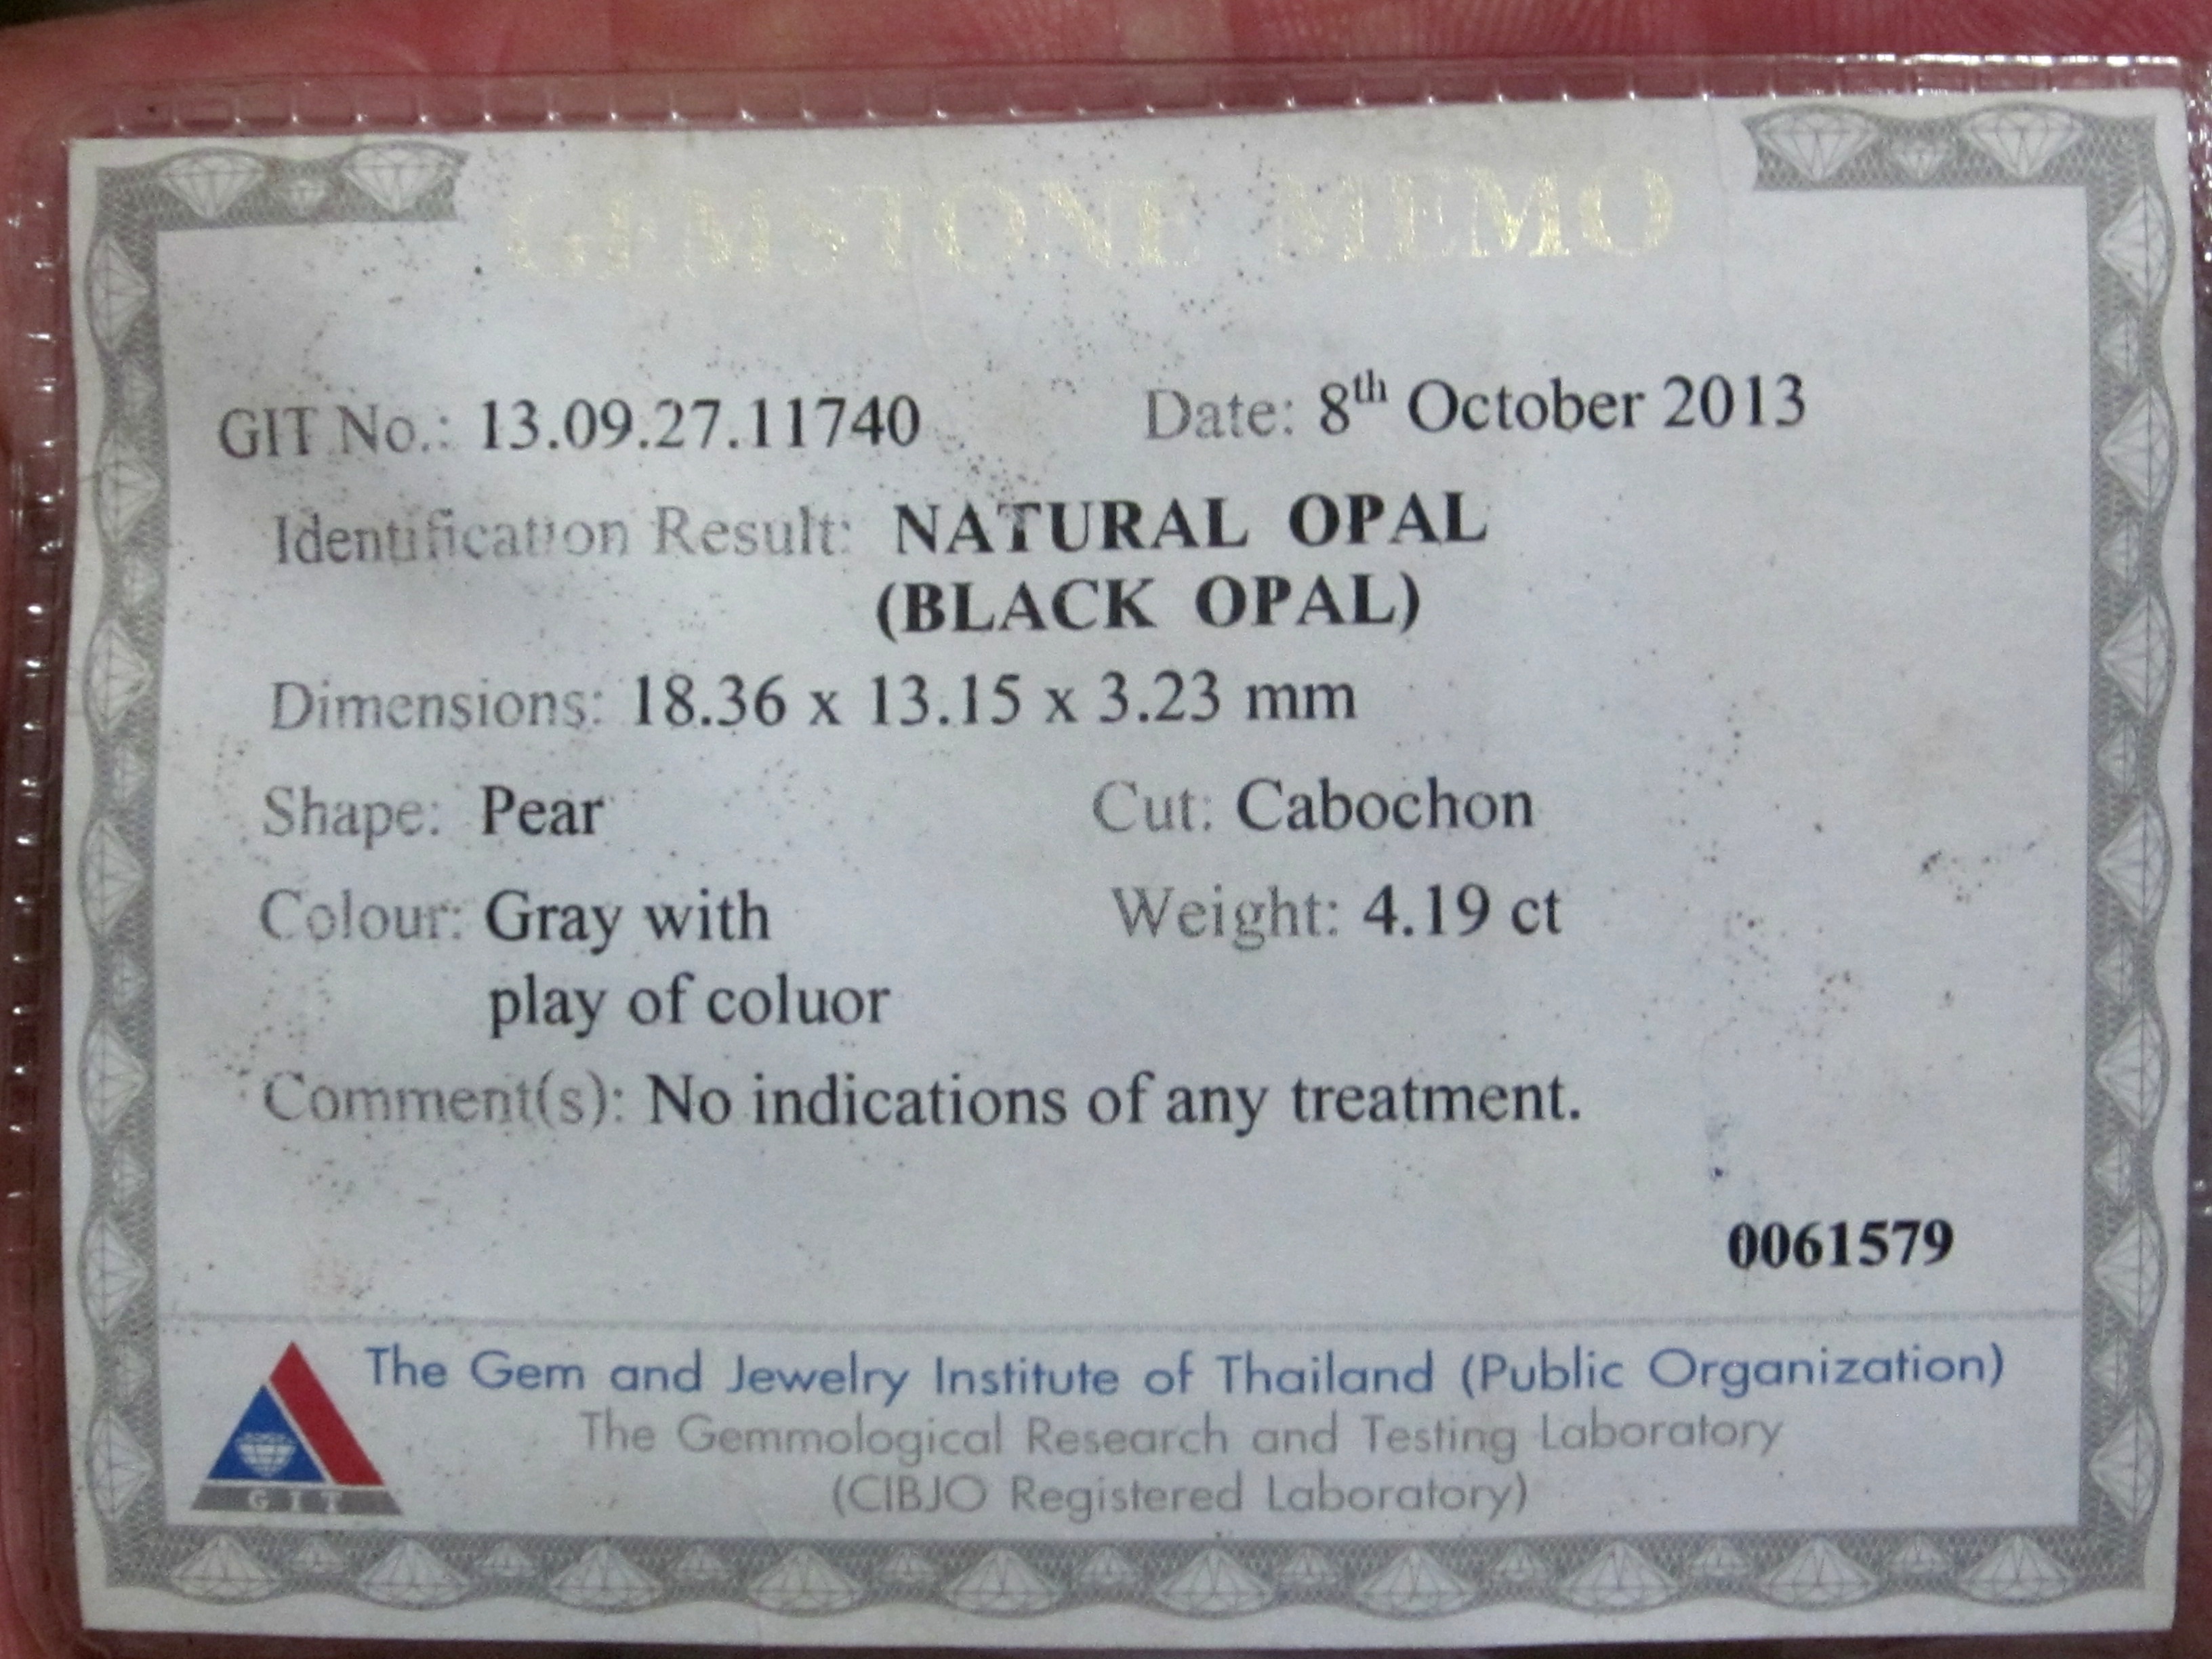 GEMSTONE MEMO
GIT No.: 13.09.27.11740 Date: 8th October 2013
Identification Result: NATURAL OPAL
(BLACK OPAL)
Dimensions: 18.36 x 13.15 x 3.23 mm
Shape: Pear Cut: Cabochon
Colour: Gray with Weight: 4.19 ct
play of coluor
Comment(s): No indications of any treatment.
0061579
The Gem and Jewelry Institute of Thailand (Public Organization)
The Gemmological Research and Testing Laboratory
(CIBJO Registered Laboratory)
GIT